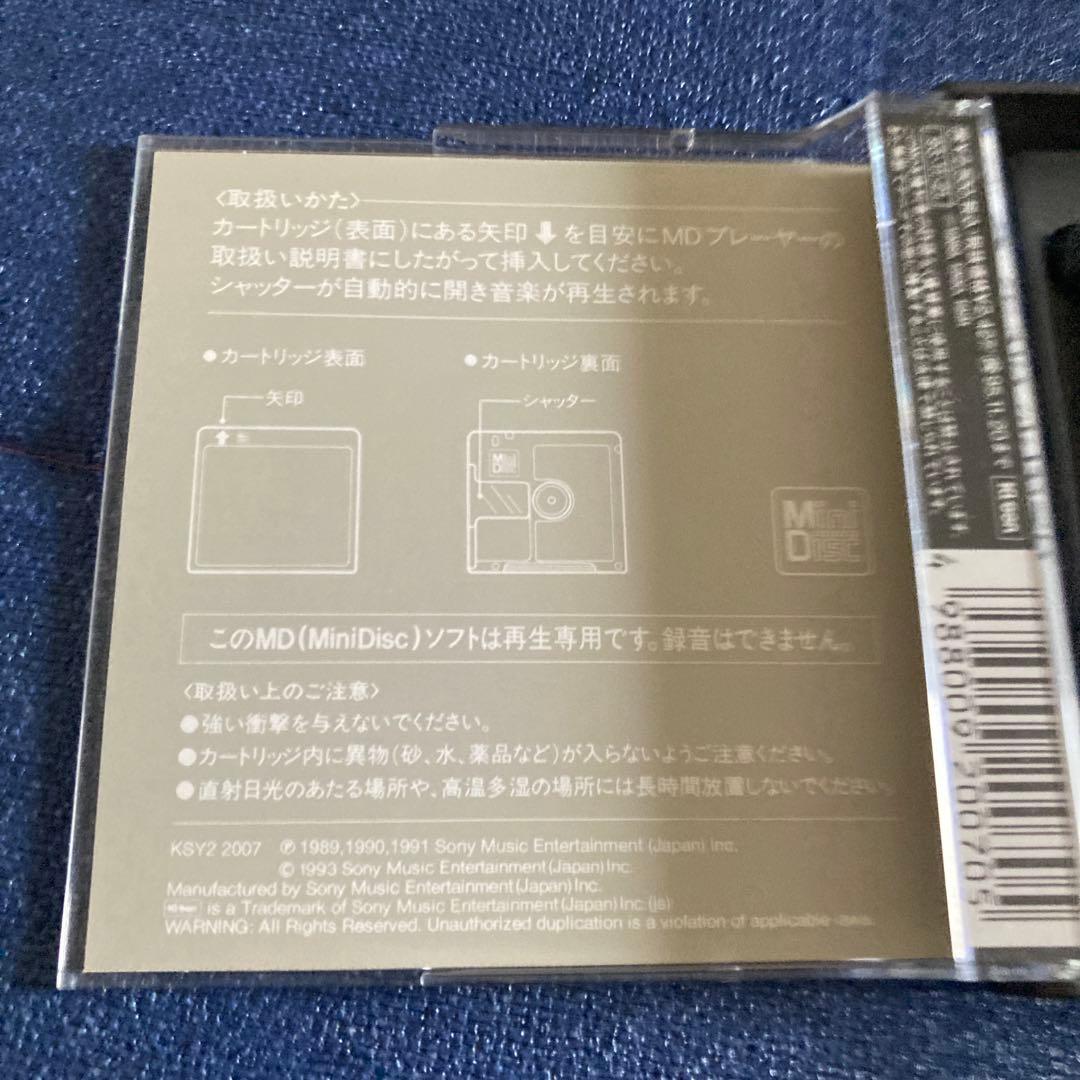 〈取扱いかた〉
カートリッジ(表面)にある矢印⬇を目安にMDプレーヤーの
取扱い説明書にしたがって挿入してください。
シャッターが自動的に開き音楽が再生されます。
●カートリッジ表面
●カートリッジ裏面
矢印
シャッター
Mini
Disc
Mini
Disc
このMD(MiniDisc)ソフトは再生専用です。録音はできません。
〈取扱い上のご注意〉
●強い衝撃を与えないでください。
●カートリッジ内に異物(砂、水、薬品など)が入らないようご注意ください。
●直射日光のあたる場所や、高温多湿の場所には長時間放置しないでください。
KSY2 2007 ℗ 1989,1990,1991 Sony Music Entertainment (Japan) Inc.
© 1993 Sony Music Entertainment (Japan) Inc.
Manufactured by Sony Music Entertainment (Japan) Inc.
is a Trademark of Sony Music Entertainment (Japan) Inc. (js)
WARNING: All Rights Reserved. Unauthorized duplication is a violation of applicable laws.
4 988009 200705